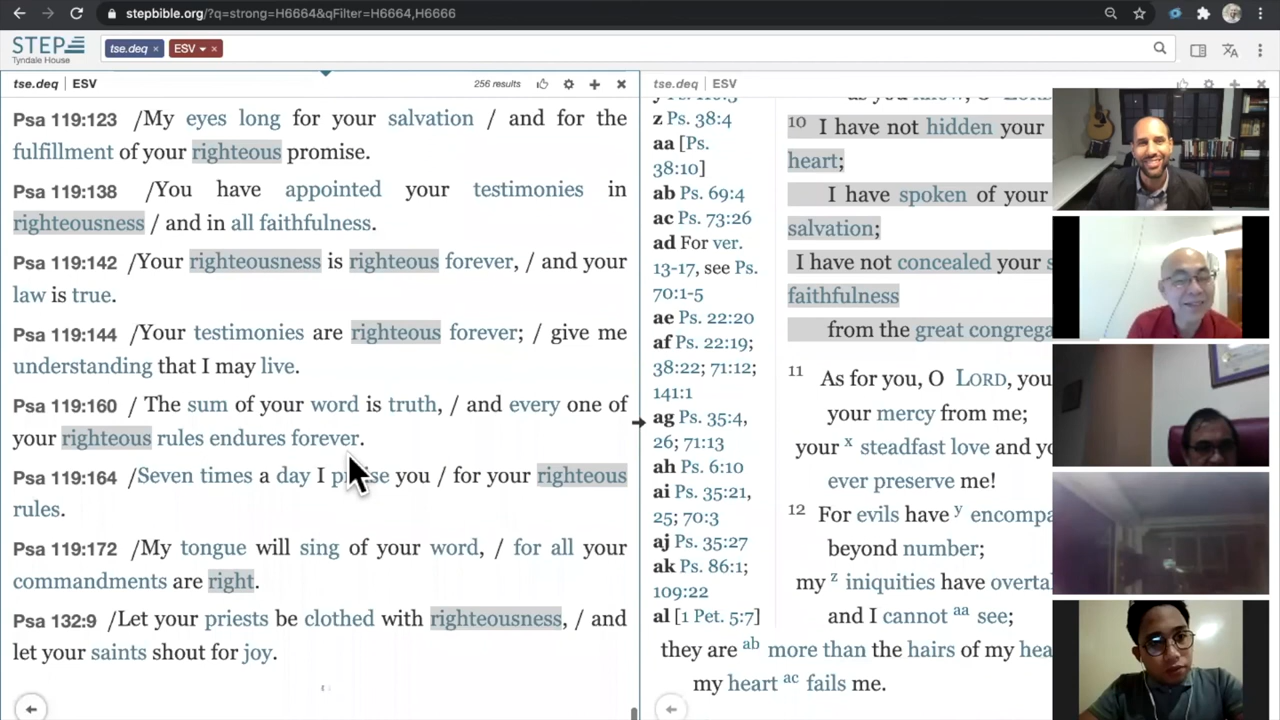 stepbible.org/?q=strong=H6664&qFilter=H6664,H6666
STEP
Tyndale House
tse.deq × ESV ×
tse.deq | ESV 256 results
Psa 119:123 /My eyes long for your salvation / and for the
fulfillment of your righteous promise.
Psa 119:138 /You have appointed your testimonies in
righteousness / and in all faithfulness.
Psa 119:142 /Your righteousness is righteous forever, / and your
law is true.
Psa 119:144 /Your testimonies are righteous forever; / give me
understanding that I may live.
Psa 119:160 / The sum of your word is truth, / and every one of
your righteous rules endures forever.
Psa 119:164 /Seven times a day I praise you / for your righteous
rules.
Psa 119:172 /My tongue will sing of your word, / for all your
commandments are right.
Psa 132:9 /Let your priests be clothed with righteousness, / and
let your saints shout for joy.
tse.deq | ESV
z Ps. 38:4
aa [Ps.
38:10]
ab Ps. 69:4
ac Ps. 73:26
ad For ver.
13-17, see Ps.
70:1-5
ae Ps. 22:20
af Ps. 22:19;
38:22; 71:12;
141:1
ag Ps. 35:4,
26; 71:13
ah Ps. 6:10
ai Ps. 35:21,
25; 70:3
aj Ps. 35:27
ak Ps. 86:1;
109:22
al [1 Pet. 5:7]
as you know, O LORD
10 I have not hidden your
heart;
I have spoken of your
salvation;
I have not concealed your s
faithfulness
from the great congrega
11 As for you, O LORD, you
your mercy from me;
your x steadfast love and yo
ever preserve me!
12 For evils have y encompa
beyond number;
my z iniquities have overta
and I cannot aa see;
they are ab more than the hairs of my hea
my heart ac fails me.